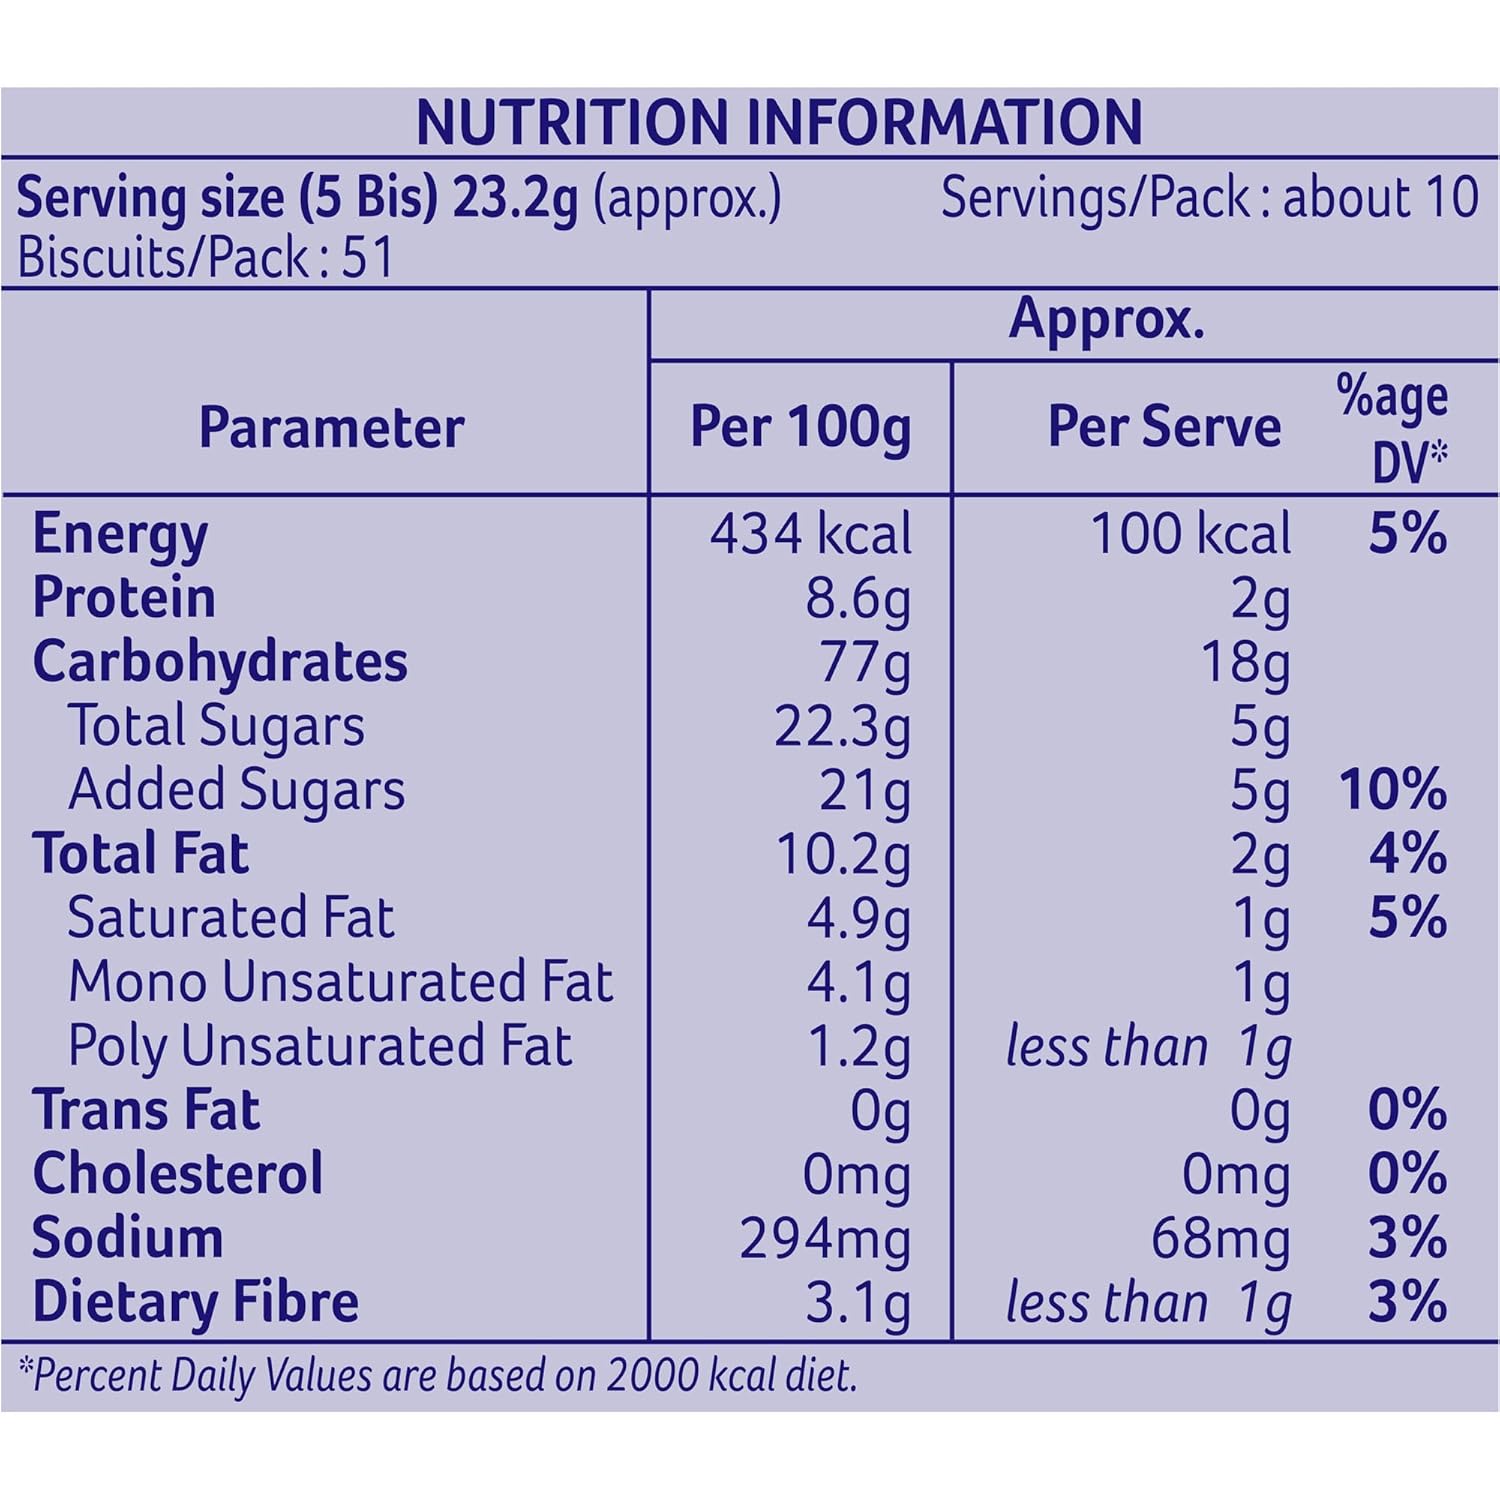 NUTRITION INFORMATION
Serving size (5 Bis) 23.2g (approx.) Servings/Pack : about 10
Biscuits/Pack : 51
Approx.
Parameter Per 100g Per Serve %age DV*
Energy 434 kcal 100 kcal 5%
Protein 8.6g 2g
Carbohydrates 77g 18g
Total Sugars 22.3g 5g
Added Sugars 21g 5g 10%
Total Fat 10.2g 2g 4%
Saturated Fat 4.9g 1g 5%
Mono Unsaturated Fat 4.1g 1g
Poly Unsaturated Fat 1.2g less than 1g
Trans Fat 0g 0g 0%
Cholesterol 0mg 0mg 0%
Sodium 294mg 68mg 3%
Dietary Fibre 3.1g less than 1g 3%
*Percent Daily Values are based on 2000 kcal diet.